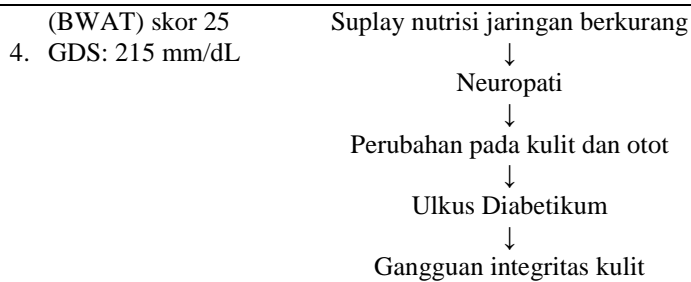 (BWAT) skor 25
4. GDS: 215 mm/dL
Suplay nutrisi jaringan berkurang
↓
Neuropati
↓
Perubahan pada kulit dan otot
↓
Ulkus Diabetikum
↓
Gangguan integritas kulit